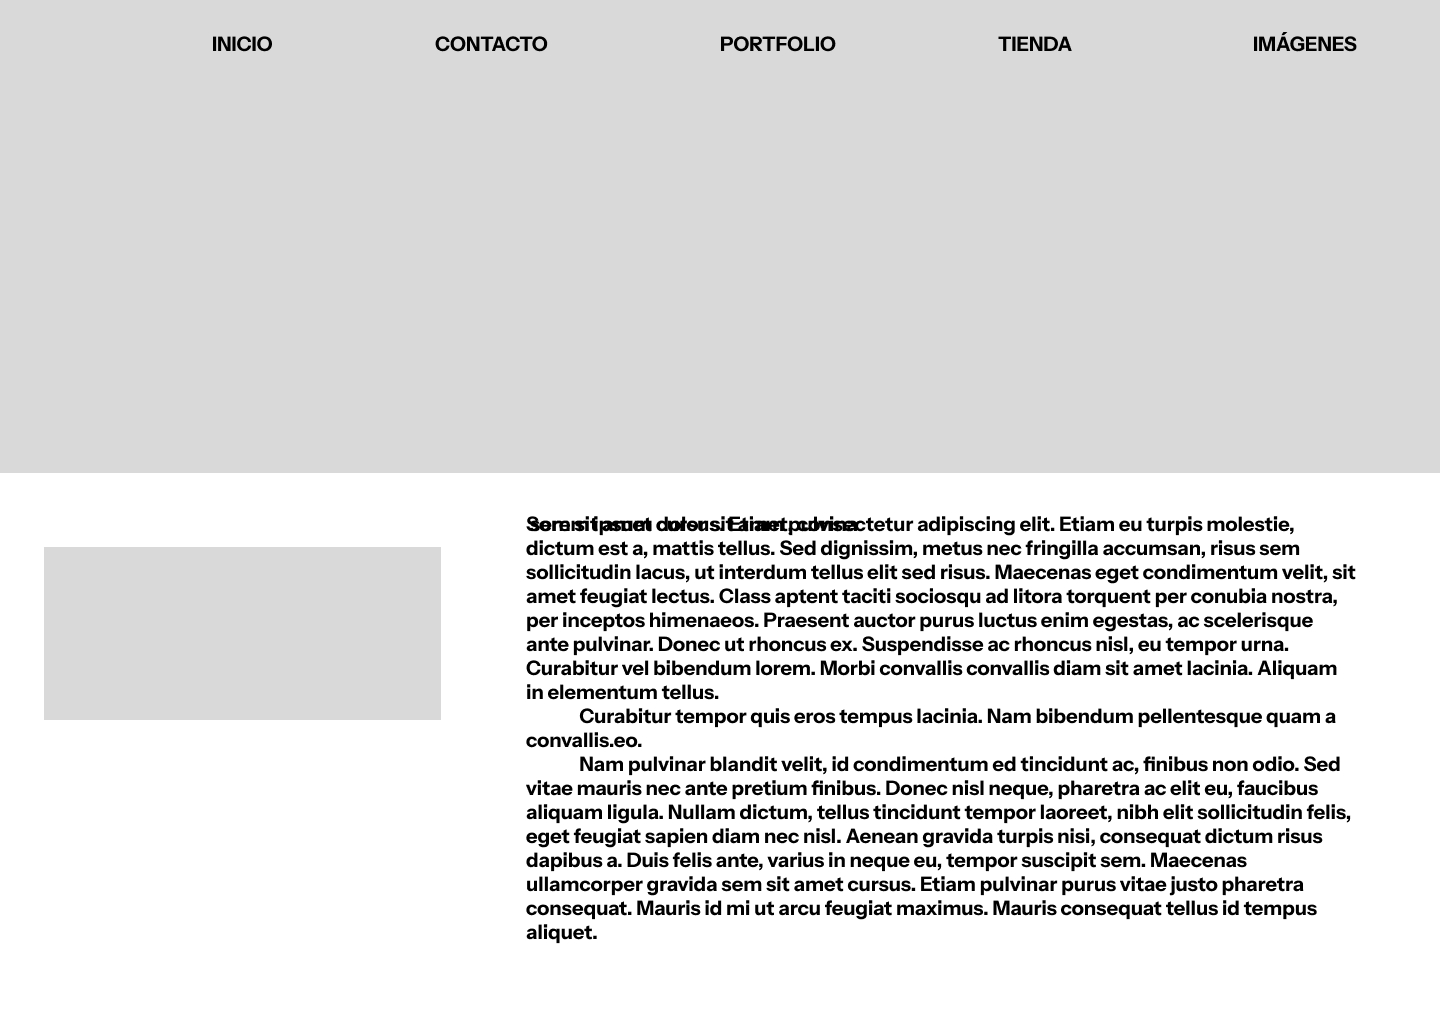 INICIO CONTACTO PORTFOLIO TIENDA IMÁGENES
adipiscing elit. Etiam eu turpis molestie,
dictum est a, mattis tellus. Sed dignissim, metus nec fringilla accumsan, risus sem
sollicitudin lacus, ut interdum tellus elit sed risus. Maecenas eget condimentum velit, sit
amet feugiat lectus. Class aptent taciti sociosqu ad litora torquent per conubia nostra,
per inceptos himenaeos. Praesent auctor purus luctus enim egestas, ac scelerisque
ante pulvinar. Donec ut rhoncus ex. Suspendisse ac rhoncus nisl, eu tempor urna.
Curabitur vel bibendum lorem. Morbi convallis convallis diam sit amet lacinia. Aliquam
in elementum tellus.
Curabitur tempor quis eros tempus lacinia. Nam bibendum pellentesque quam a
convallis.eo.
Nam pulvinar blandit velit, id condimentum ed tincidunt ac, finibus non odio. Sed
vitae mauris nec ante pretium finibus. Donec nisl neque, pharetra ac elit eu, faucibus
aliquam ligula. Nullam dictum, tellus tincidunt tempor laoreet, nibh elit sollicitudin felis,
eget feugiat sapien diam nec nisl. Aenean gravida turpis nisi, consequat dictum risus
dapibus a. Duis felis ante, varius in neque eu, tempor suscipit sem. Maecenas
ullamcorper gravida sem sit amet cursus. Etiam pulvinar purus vitae justo pharetra
consequat. Mauris id mi ut arcu feugiat maximus. Mauris consequat tellus id tempus
aliquet.